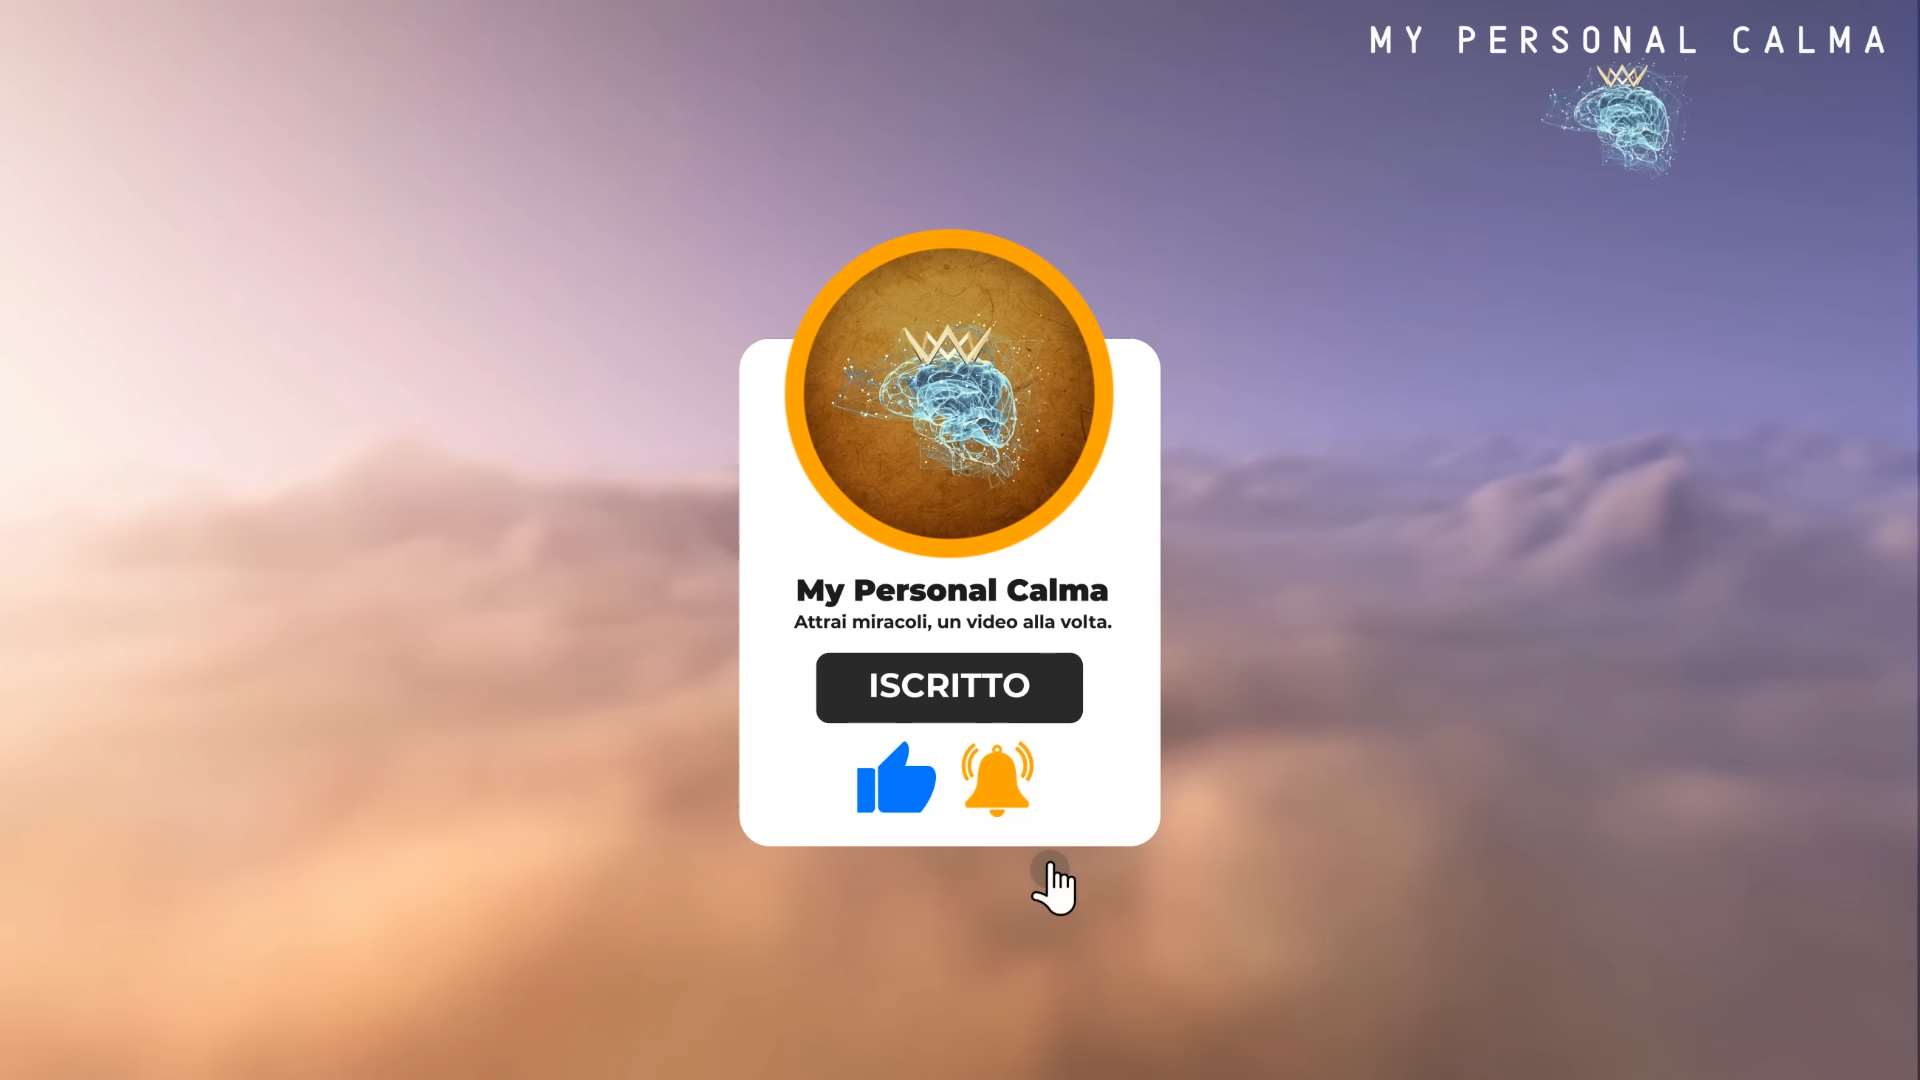 MY PERSONAL CALMA
My Personal Calma
Attrai miracoli, un video alla volta.
ISCRITTO